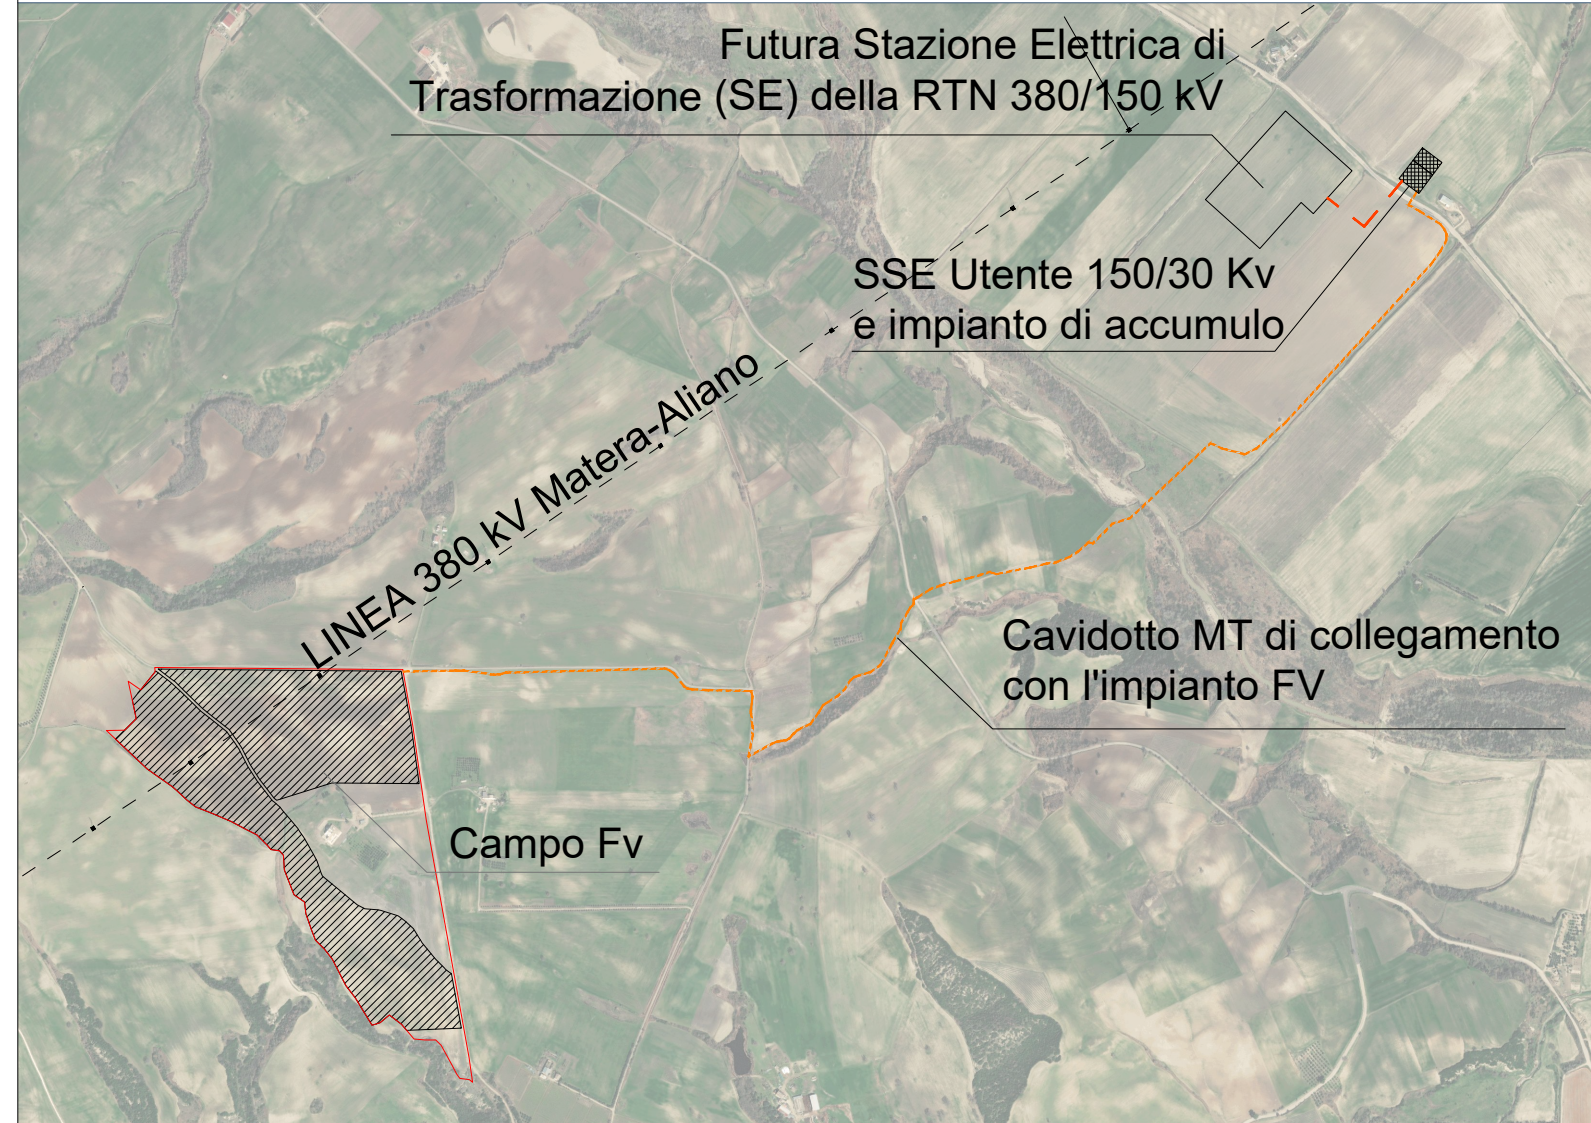 Futura Stazione Elettrica di
Trasformazione (SE) della RTN 380/150 kV
SSE Utente 150/30 Kv
e impianto di accumulo
LINEA 380 kV Matera-Aliano
Cavidotto MT di collegamento
con l'impianto FV
Campo Fv